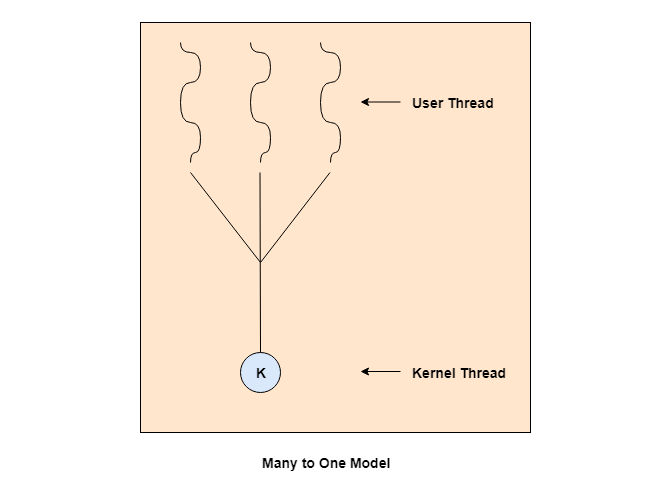 User Thread
K
Kernel Thread
Many to One Model